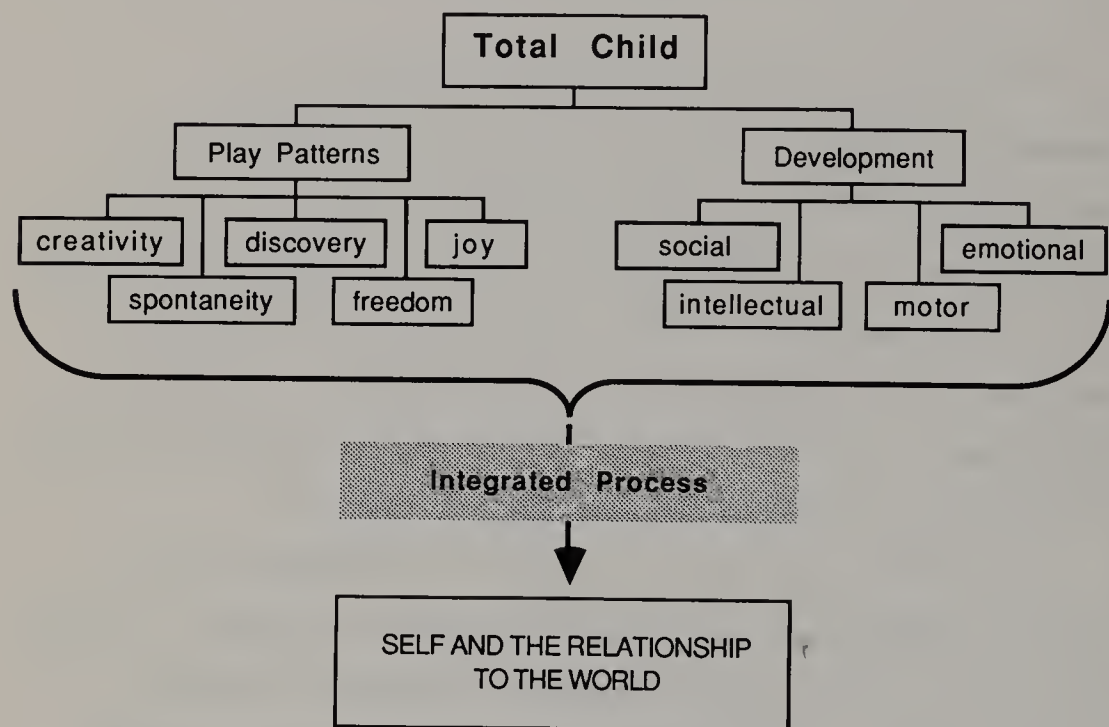 Total Child
Play Patterns
Development
creativity
discovery
joy
spontaneity
freedom
social
emotional
intellectual
motor
Integrated Process
SELF AND THE RELATIONSHIP
TO THE WORLD